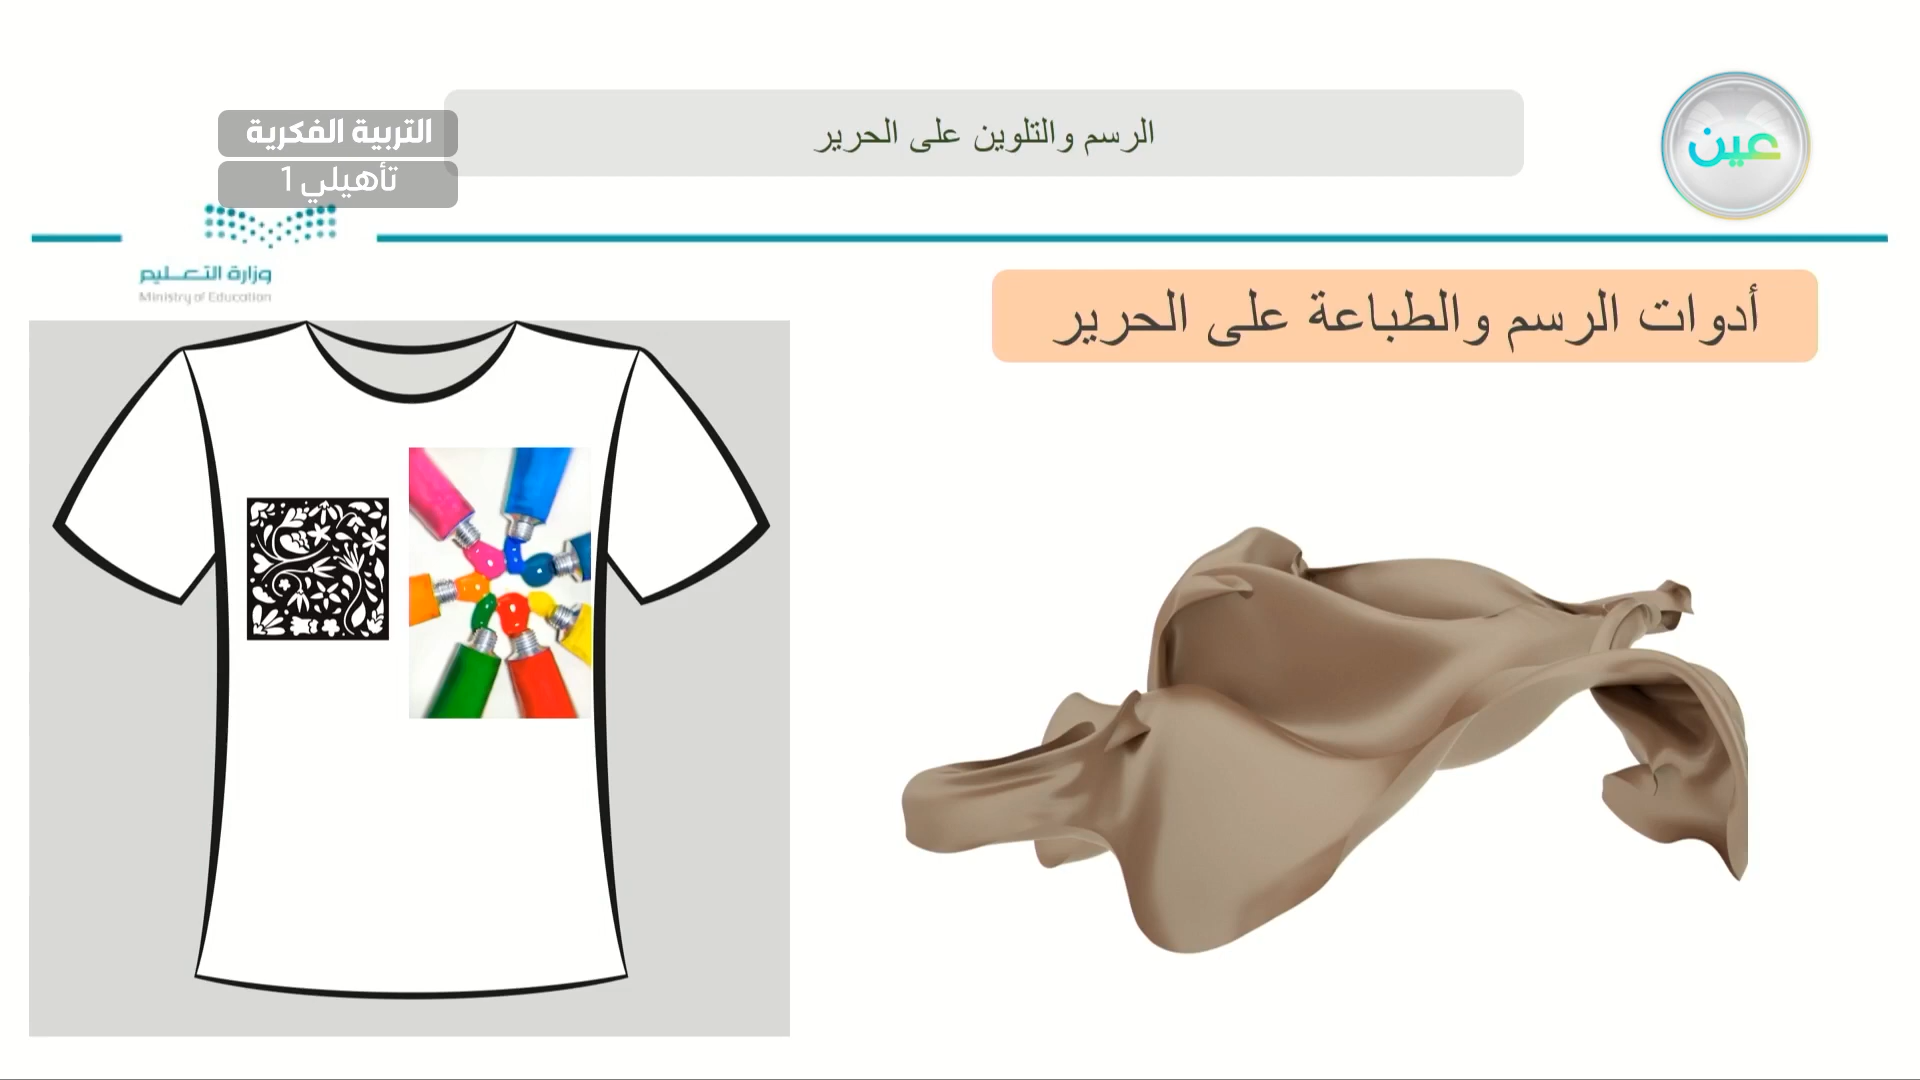 الرسم والتلوين على الحرير
عين
التربية الفكرية
تأهيلي 1
وزارة التعليم
Ministry of Education
أدوات الرسم والطباعة على الحرير